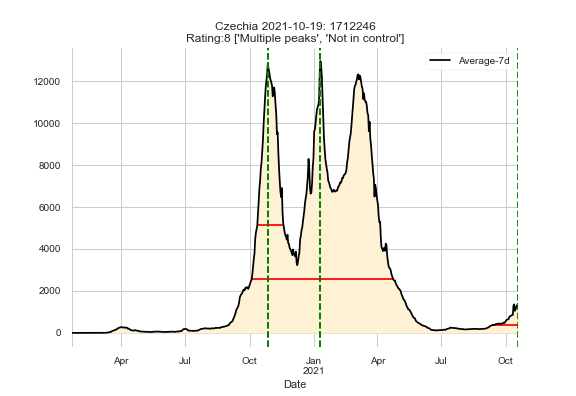 Czechia 2021-10-19: 1712246
Rating:8 ['Multiple peaks', 'Not in control']
Average-7d
12000
10000
8000
6000
4000
2000
0
Apr Jul Oct Jan Apr Jul Oct
2021
Date